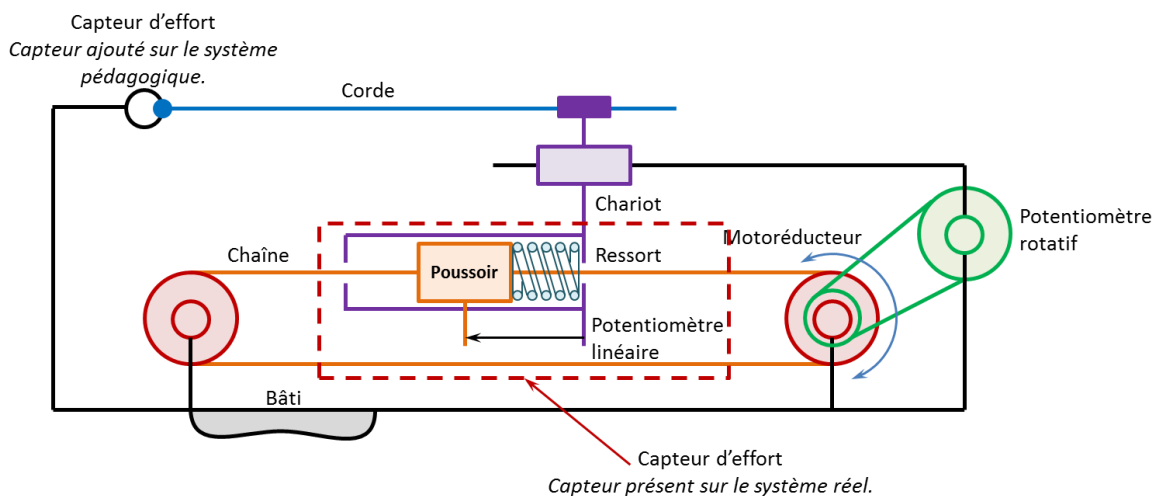 Capteur d’effort
Capteur ajouté sur le système
pédagogique.
Corde
Chariot
Potentiomètre
rotatif
Motoréducteur
Chaîne
Poussoir
Ressort
Potentiomètre
linéaire
Bâti
Capteur d’effort
Capteur présent sur le système réel.